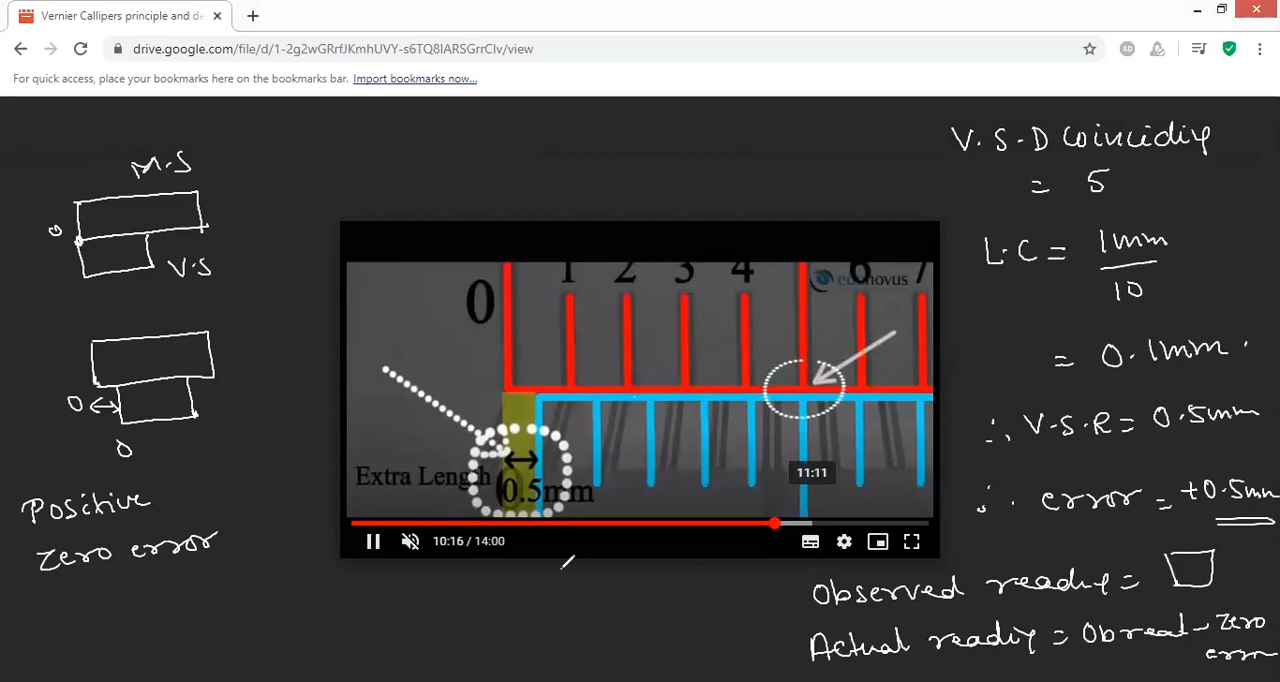 Vernier Callipers principle and de
drive.google.com/file/d/1-2g2wGRrfJKmhUVY-s6TQ8lARSGrrClv/view
For quick access, place your bookmarks here on the bookmarks bar. Import bookmarks now...
M.S
0
V.S
0
0
Positive
Zero error
0 1 2 3 4 6 7
edunovus
Extra Length
(0.5mm
11:11
10:16 / 14:00
V.S.D Coinciding
= 5
L.C = 1mm
10
= 0.1mm.
∴ V.S.R = 0.5mm
∴ error = +0.5mm
Observed reading =
Actual reading = Ob read - Zero
error